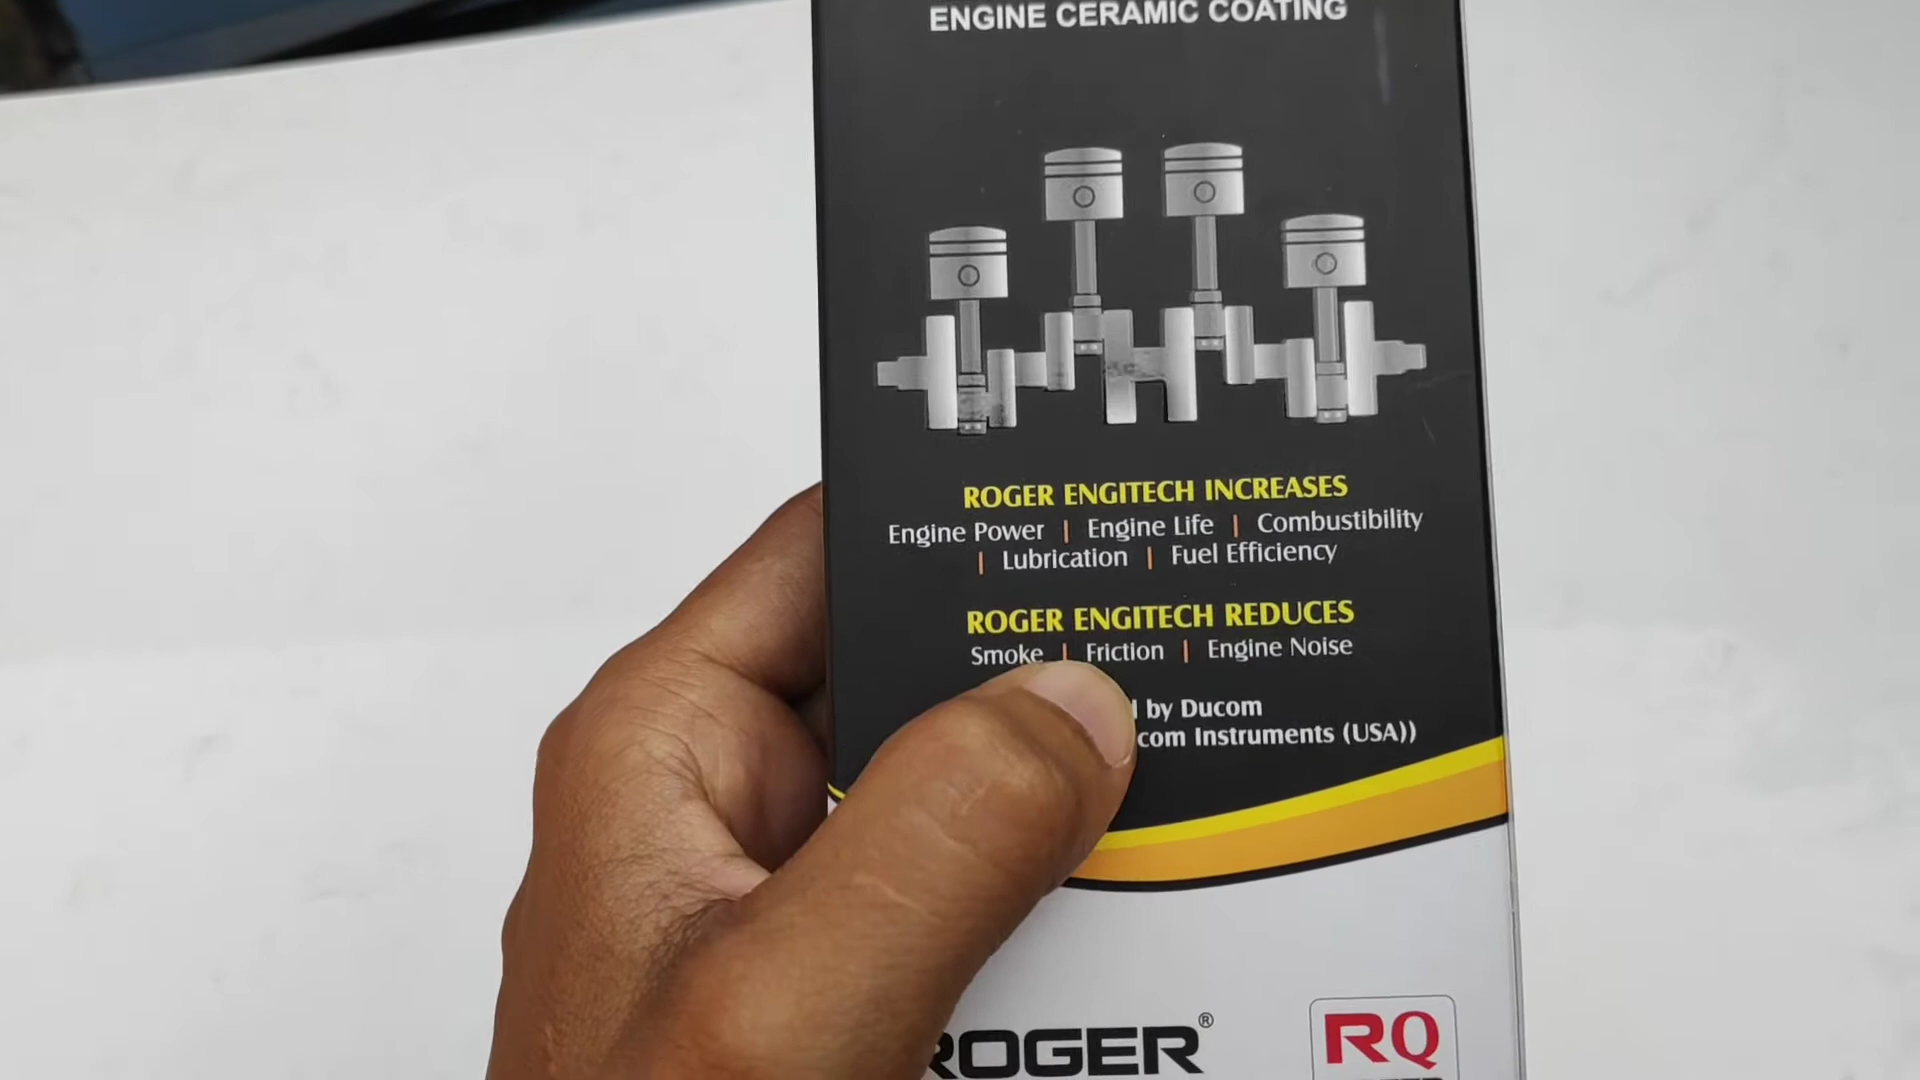 ENGINE CERAMIC COATING
ROGER ENGITECH INCREASES
Engine Power | Engine Life | Combustibility
| Lubrication | Fuel Efficiency
ROGER ENGITECH REDUCES
Smoke | Friction | Engine Noise
by Ducom
Instruments (USA))
ROGER®
RQ